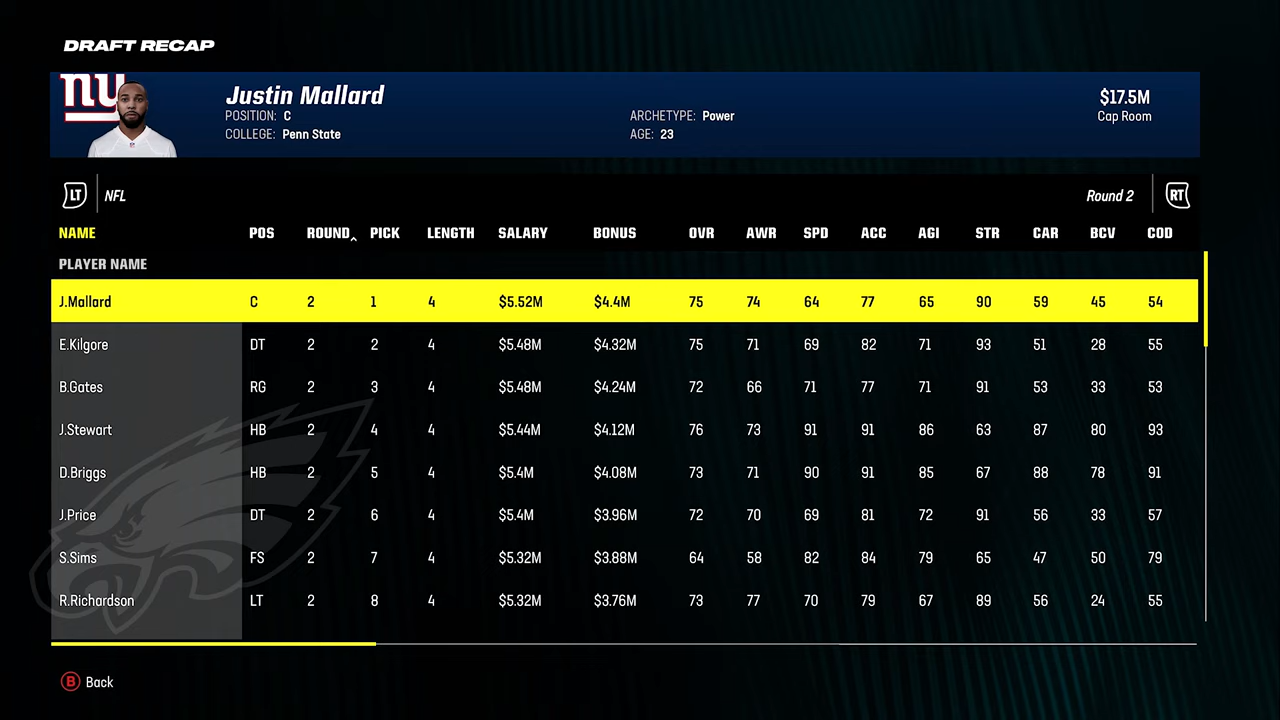 DRAFT RECAP
ny
Justin Mallard
POSITION: C
COLLEGE: Penn State
ARCHETYPE: Power
AGE: 23
$17.5M
Cap Room
LT NFL Round 2 RT
NAME POS ROUND PICK LENGTH SALARY BONUS OVR AWR SPD ACC AGI STR CAR BCV COD
PLAYER NAME
J.Mallard C 2 1 4 $5.52M $4.4M 75 74 64 77 65 90 59 45 54
E.Kilgore DT 2 2 4 $5.48M $4.32M 75 71 69 82 71 93 51 28 55
B.Gates RG 2 3 4 $5.48M $4.24M 72 66 71 77 71 91 53 33 53
J.Stewart HB 2 4 4 $5.44M $4.12M 76 73 91 91 86 63 87 80 93
D.Briggs HB 2 5 4 $5.4M $4.08M 73 71 90 91 85 67 88 78 91
J.Price DT 2 6 4 $5.4M $3.96M 72 70 69 81 72 91 56 33 57
S.Sims FS 2 7 4 $5.32M $3.88M 64 58 82 84 79 65 47 50 79
R.Richardson LT 2 8 4 $5.32M $3.76M 73 77 70 79 67 89 56 24 55
B Back